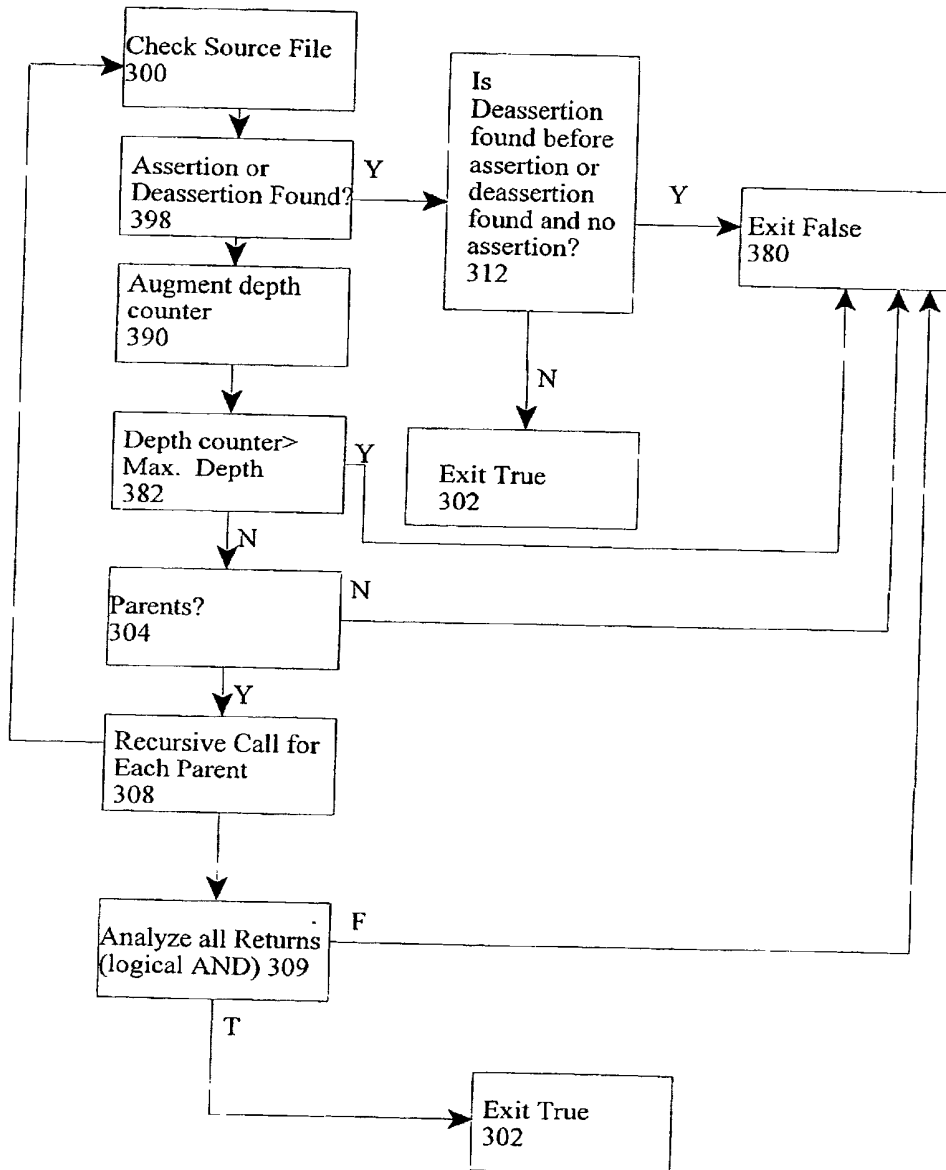 Check Source File
300
Assertion or
Deassertion Found?
398
Y
Is
Deassertion
found before
assertion or
deassertion
found and no
assertion?
312
Y
Exit False
380
Augment depth
counter
390
N
Depth counter>
Max. Depth
382
Y
Exit True
302
N
Parents?
304
N
Y
Recursive Call for
Each Parent
308
Analyze all Returns
(logical AND) 309
F
T
Exit True
302